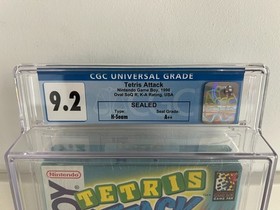 CGC UNIVERSAL GRADE
9.2
Tetris Attack
Nintendo Game Boy, 1996
Oval SoQ R, K-A Rating, USA
SEALED
Type:
Seal Grade:
H-Seam
A++
Nintendo
TETRIS
ATTACK